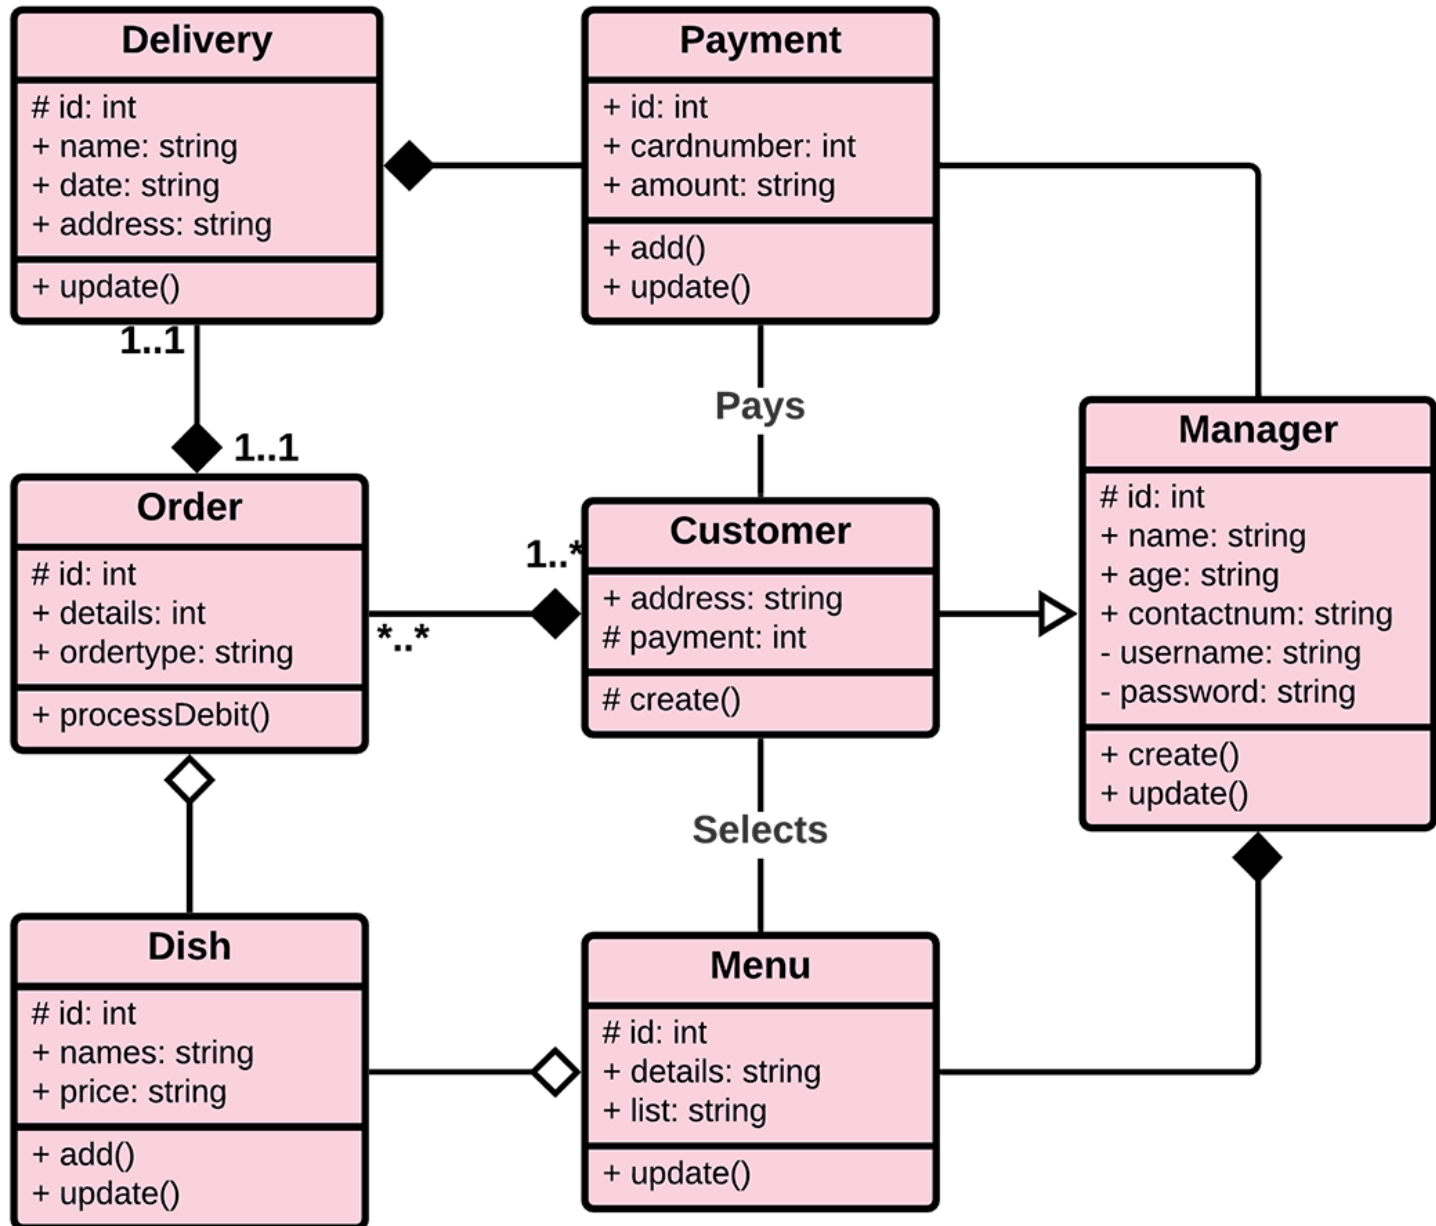 Delivery
# id: int
+ name: string
+ date: string
+ address: string
+ update()
Payment
+ id: int
+ cardnumber: int
+ amount: string
+ add()
+ update()
1..1
1..1
Pays
Order
# id: int
+ details: int
+ ordertype: string
+ processDebit()
1..*
*..*
Customer
+ address: string
# payment: int
# create()
Manager
# id: int
+ name: string
+ age: string
+ contactnum: string
- username: string
- password: string
+ create()
+ update()
Selects
Dish
# id: int
+ names: string
+ price: string
+ add()
+ update()
Menu
# id: int
+ details: string
+ list: string
+ update()